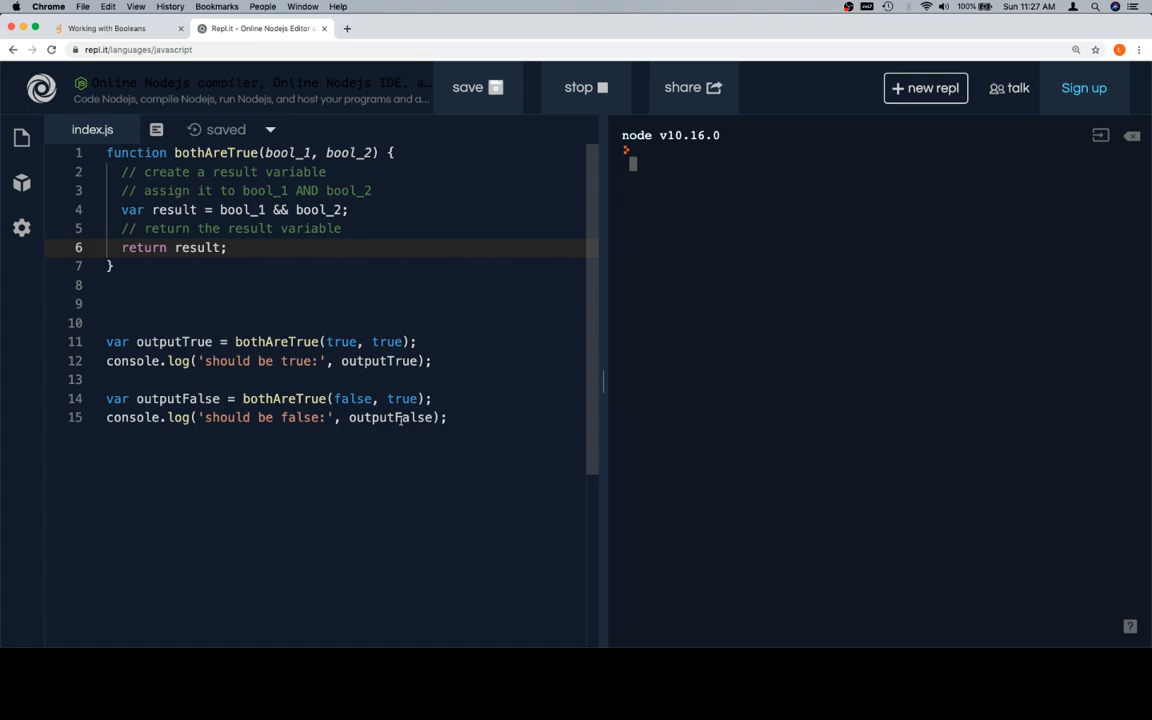 Chrome File Edit View History Bookmarks People Window Help 100% Sun 11:27 AM
Working with Booleans Repl.it - Online Nodejs Editor
repl.it/languages/javascript
Online Nodejs compiler, Online Nodejs IDE, a...
Code Nodejs, compile Nodejs, run Nodejs, and host your programs and a...
save stop share + new repl talk Sign up
index.js saved
node v10.16.0
1 function bothAreTrue(bool_1, bool_2) {
2 // create a result variable
3 // assign it to bool_1 AND bool_2
4 var result = bool_1 && bool_2;
5 // return the result variable
6 return result;
7 }
8
9
10
11 var outputTrue = bothAreTrue(true, true);
12 console.log('should be true:', outputTrue);
13
14 var outputFalse = bothAreTrue(false, true);
15 console.log('should be false:', outputFalse);